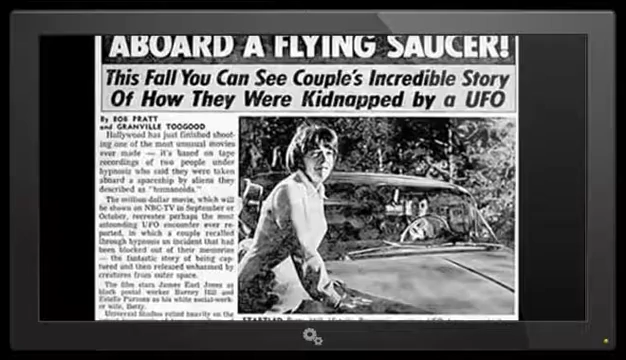 ABOARD A FLYING SAUCER!
This Fall You Can See Couple's Incredible Story
Of How They Were Kidnapped by a UFO
By BOB PRATT
and GRANVILLE TOOGOOD
Hollywood has just finished shoot-
ing one of the most unusual movies
ever made — it's based on tape
recordings of two people under
hypnosis who said they were taken
aboard a spaceship by aliens they
described as "humanoids."
The million-dollar movie, which will
be shown on NBC-TV in September or
October, recreates perhaps the most
astounding UFO encounter ever re-
ported, in which a couple recalled
through hypnosis an incident that had
been blocked out of their memories
— the fantastic story of being cap-
tured and then released unharmed by
creatures from outer space.
The film stars James Earl Jones as
black postal worker Barney Hill and
Estelle Parsons as his white social-work-
er wife, Betty.
Universal Studios relied heavily on the